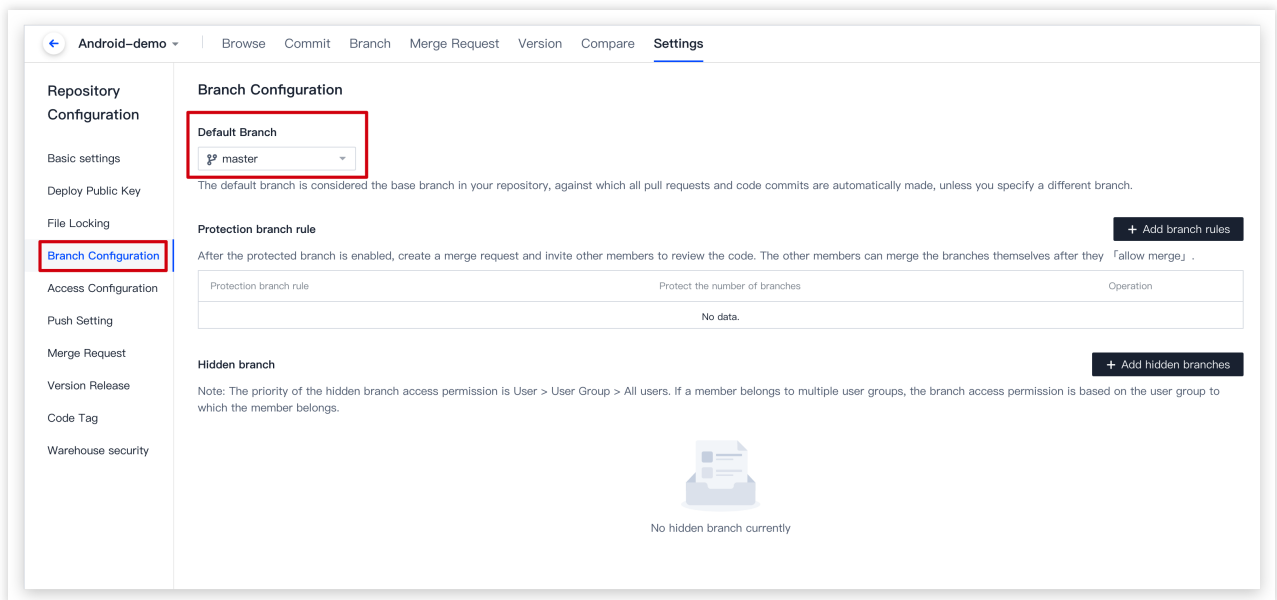 Android-demo
Browse Commit Branch Merge Request Version Compare Settings
Repository
Configuration
Basic settings
Deploy Public Key
File Locking
Branch Configuration
Access Configuration
Push Setting
Merge Request
Version Release
Code Tag
Warehouse security
Branch Configuration
Default Branch
master
The default branch is considered the base branch in your repository, against which all pull requests and code commits are automatically made, unless you specify a different branch.
Protection branch rule
+ Add branch rules
After the protected branch is enabled, create a merge request and invite other members to review the code. The other members can merge the branches themselves after they 「allow merge」.
Protection branch rule Protect the number of branches Operation
No data.
Hidden branch
+ Add hidden branches
Note: The priority of the hidden branch access permission is User > User Group > All users. If a member belongs to multiple user groups, the branch access permission is based on the user group to
which the member belongs.
No hidden branch currently